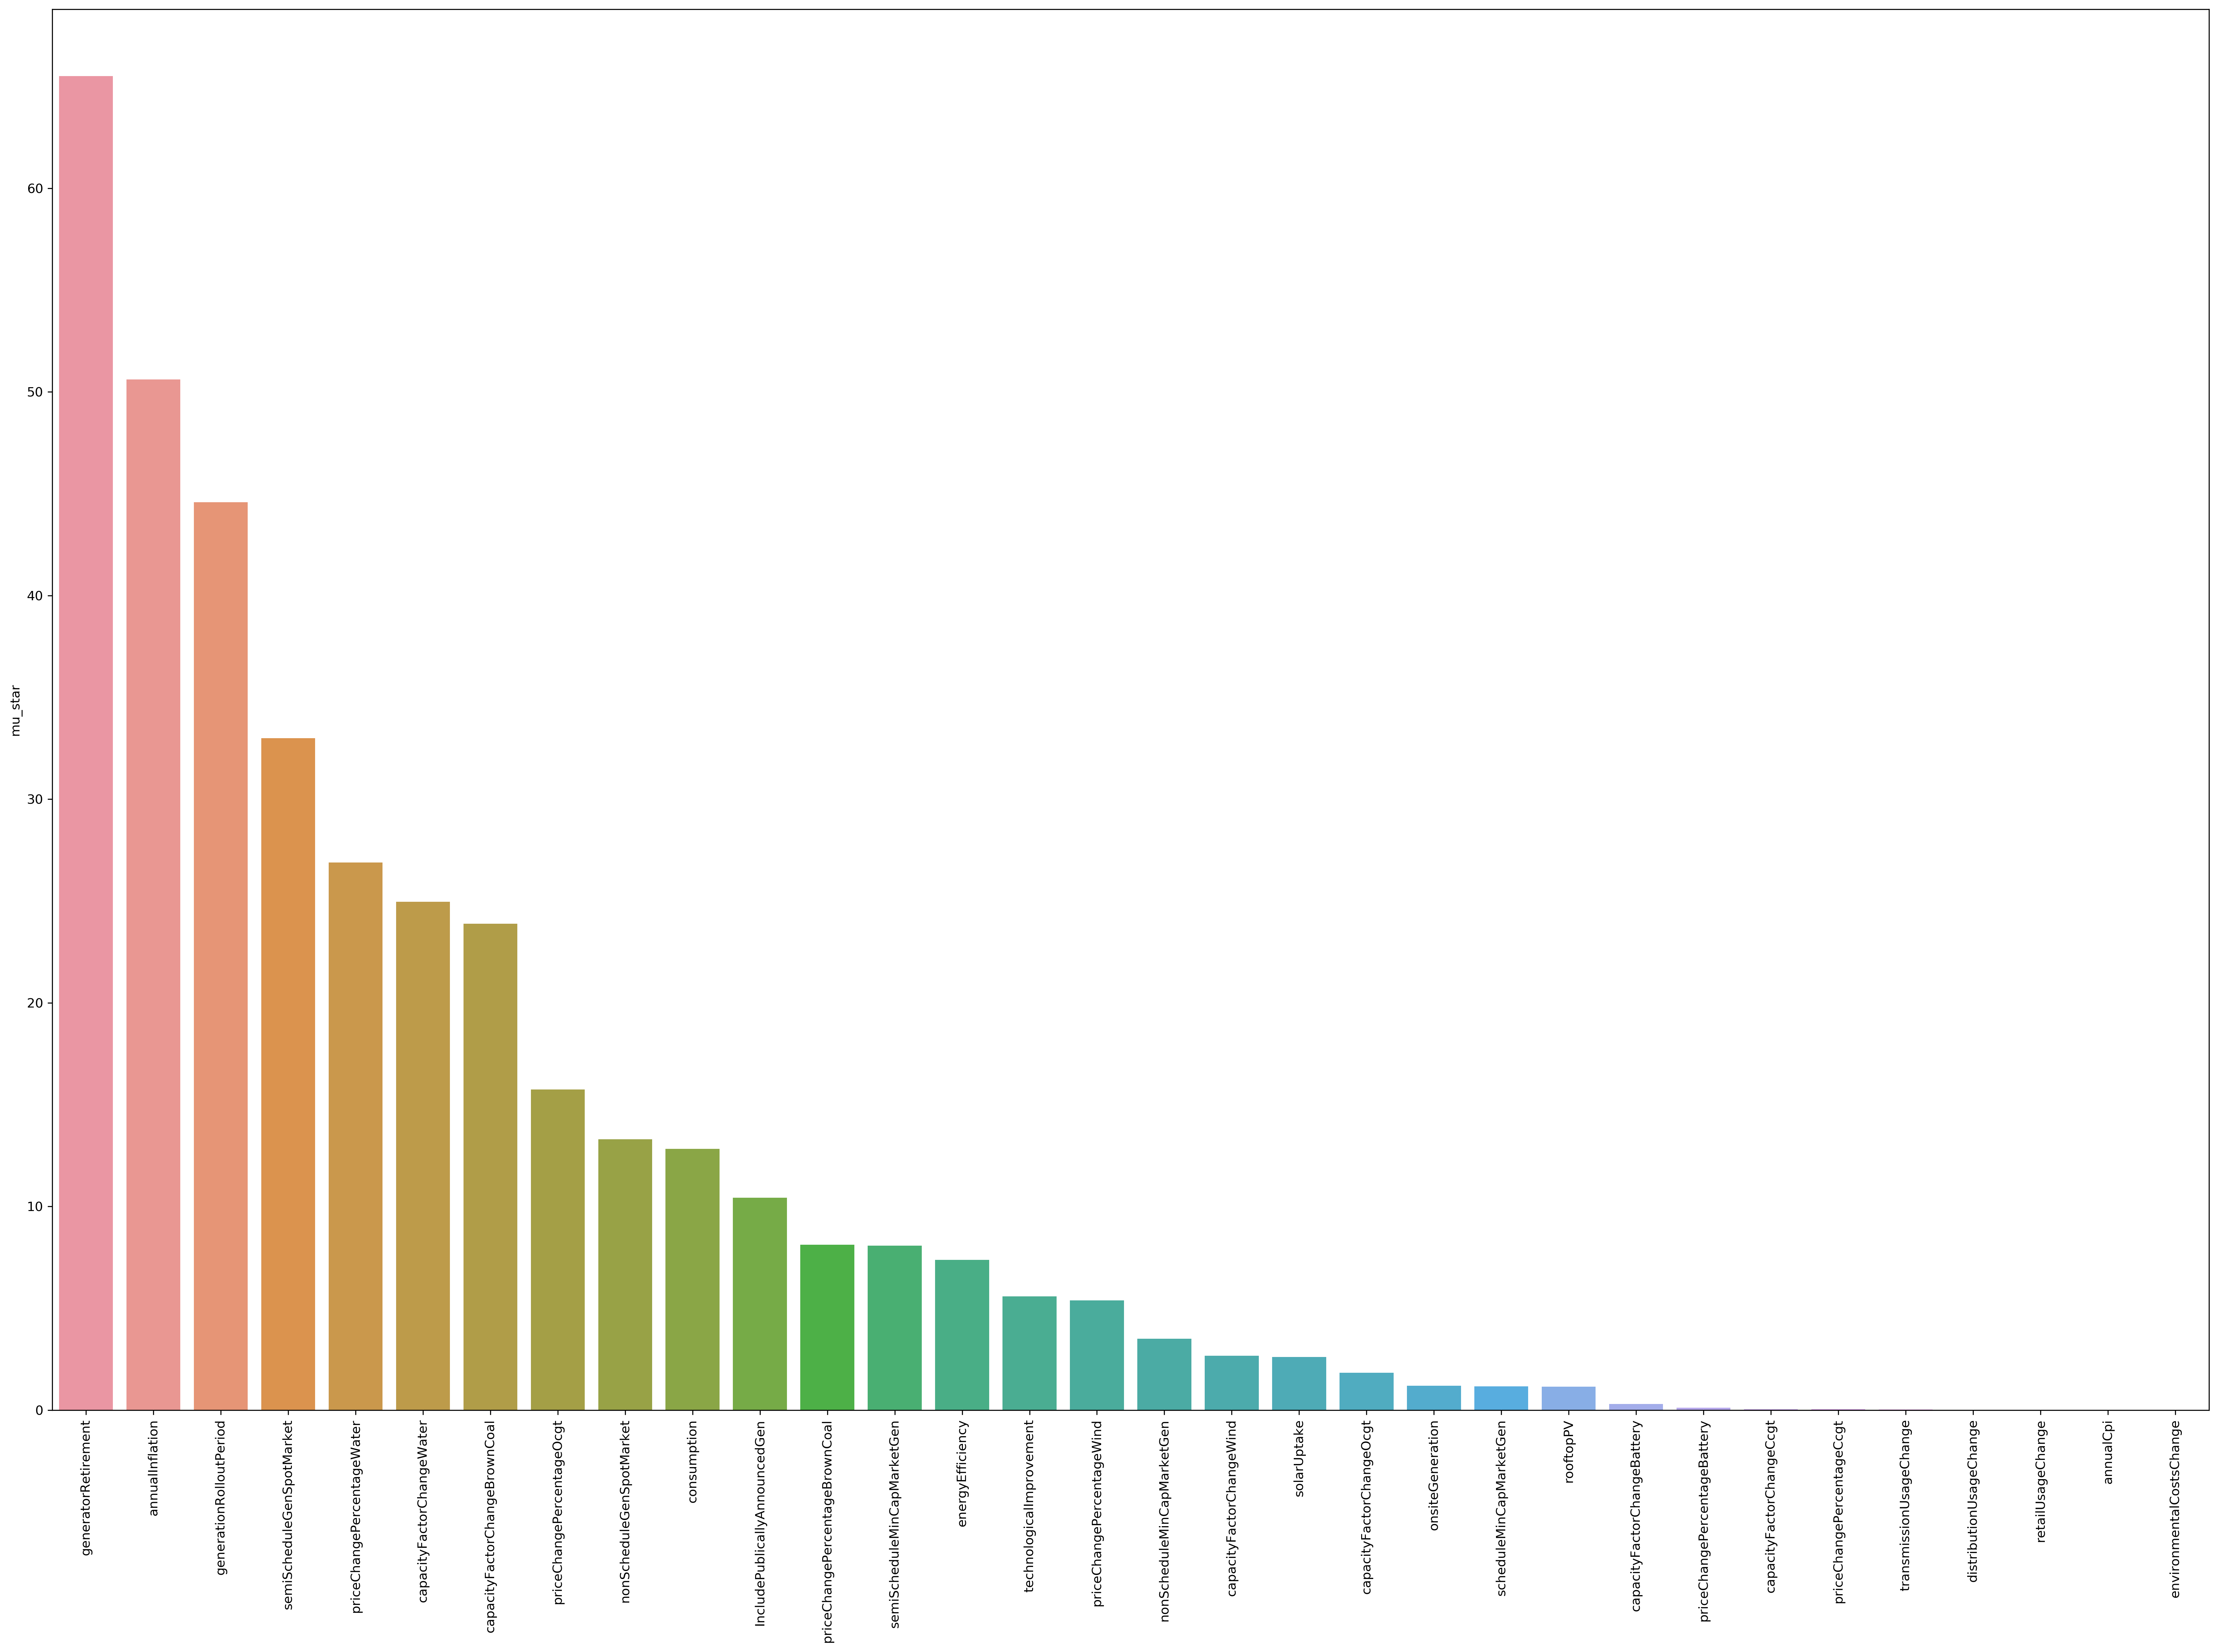 mu_star
60
50
40
30
20
10
0
generatorRetirement
annualInflation
generationRolloutPeriod
semiScheduleGenSpotMarket
priceChangePercentageWater
capacityFactorChangeWater
capacityFactorChangeBrownCoal
priceChangePercentageOcgt
nonScheduleGenSpotMarket
consumption
IncludePublicallyAnnouncedGen
priceChangePercentageBrownCoal
semiScheduleMinCapMarketGen
energyEfficiency
technologicalImprovement
priceChangePercentageWind
nonScheduleMinCapMarketGen
capacityFactorChangeWind
solarUptake
capacityFactorChangeOcgt
onsiteGeneration
scheduleMinCapMarketGen
rooftopPV
capacityFactorChangeBattery
priceChangePercentageBattery
capacityFactorChangeCcgt
priceChangePercentageCcgt
transmissionUsageChange
distributionUsageChange
retailUsageChange
annualCpi
environmentalCostsChange